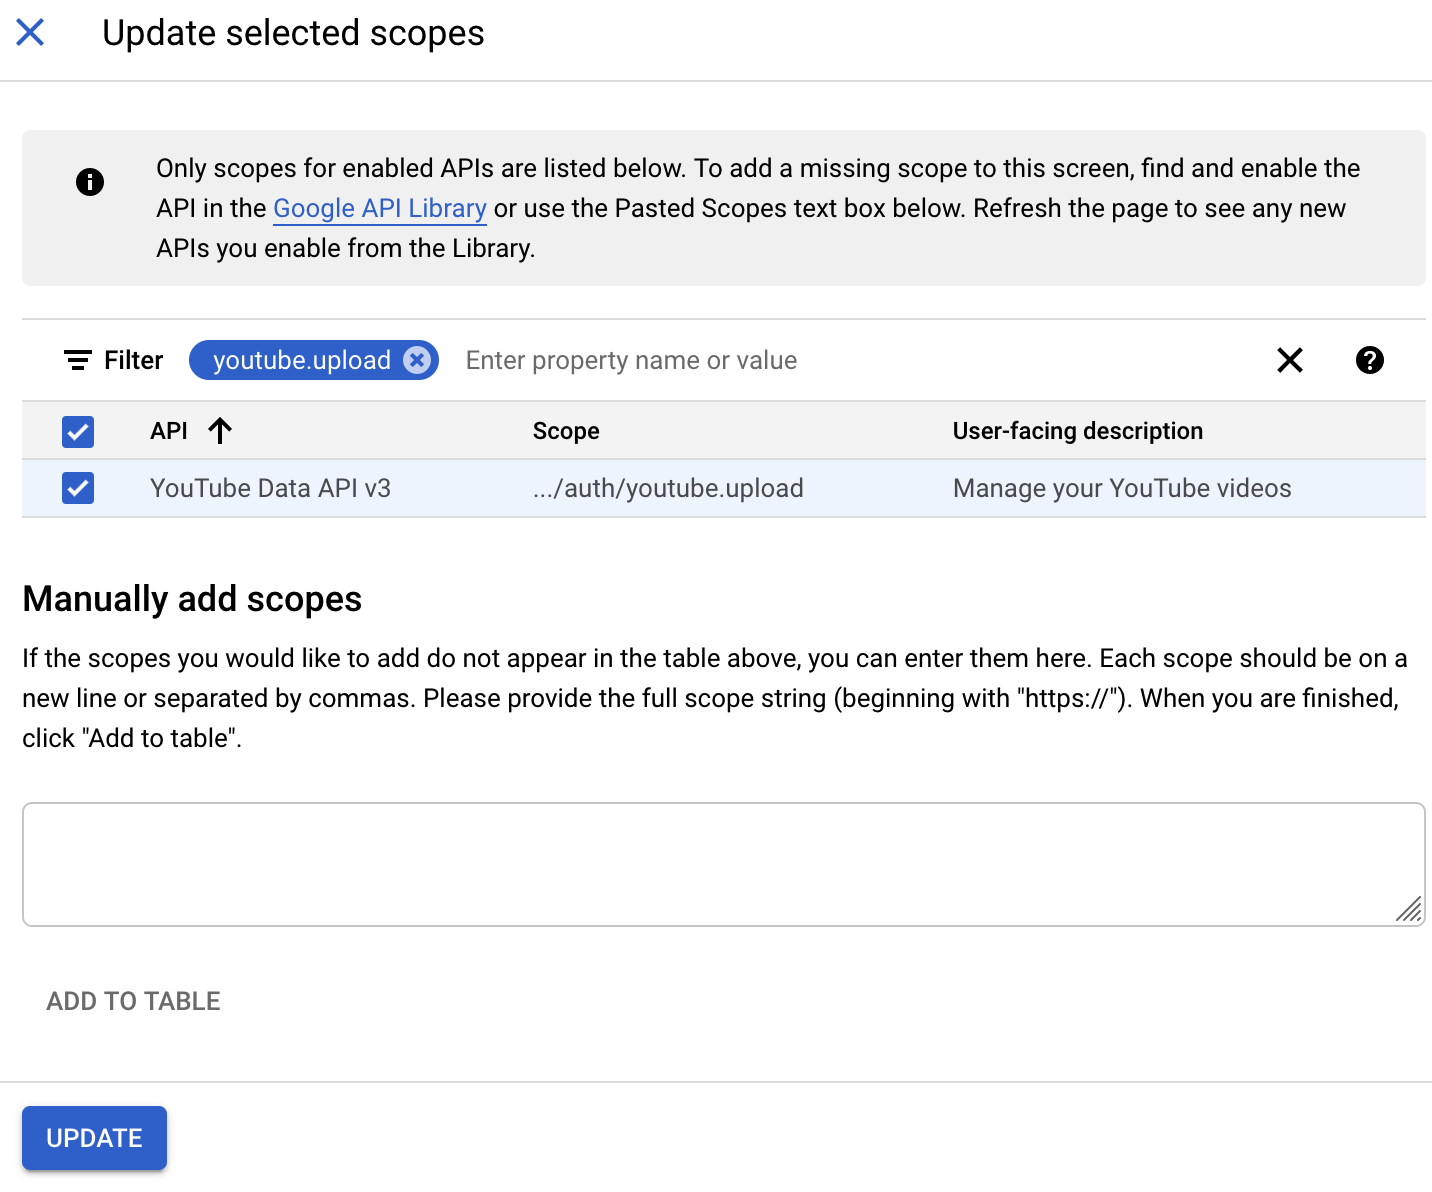 Update selected scopes
Only scopes for enabled APIs are listed below. To add a missing scope to this screen, find and enable the
API in the Google API Library or use the Pasted Scopes text box below. Refresh the page to see any new
APIs you enable from the Library.
Filter youtube.upload Enter property name or value
API Scope User-facing description
YouTube Data API v3 .../auth/youtube.upload Manage your YouTube videos
Manually add scopes
If the scopes you would like to add do not appear in the table above, you can enter them here. Each scope should be on a
new line or separated by commas. Please provide the full scope string (beginning with "https://"). When you are finished,
click "Add to table".
ADD TO TABLE
UPDATE